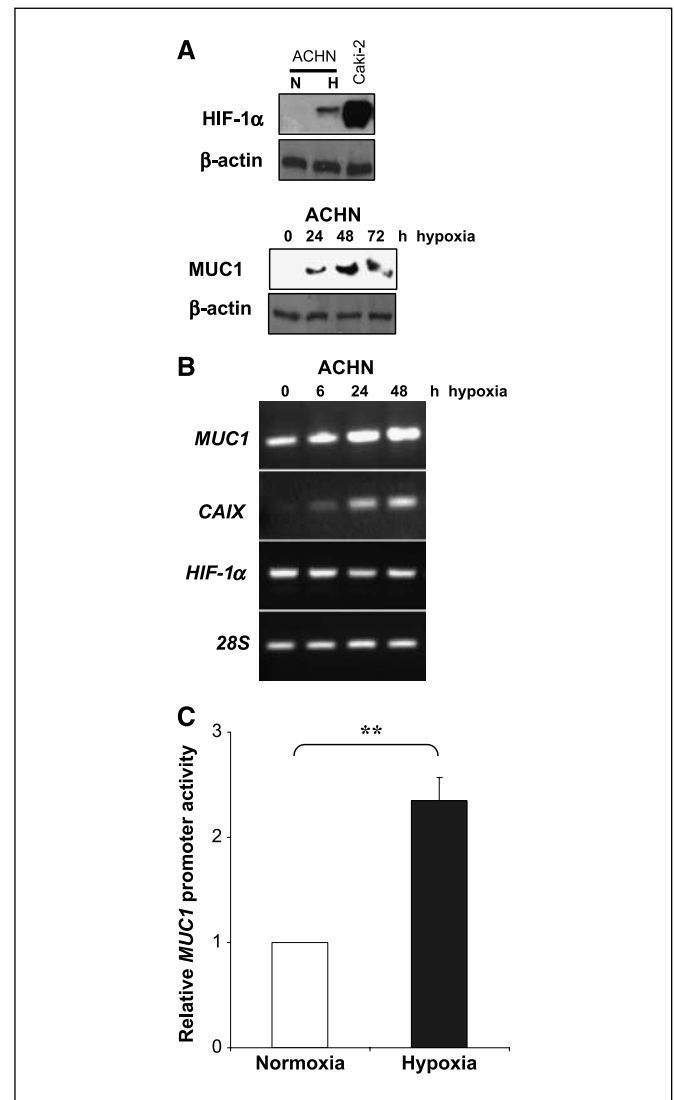 A
ACHN
Caki-2
N H
HIF-1α
β-actin
ACHN
0 24 48 72 h hypoxia
MUC1
β-actin
B
ACHN
0 6 24 48 h hypoxia
MUC1
CAIX
HIF-1α
28S
C
Relative MUC1 promoter activity
3
2
1
0
**
Normoxia Hypoxia